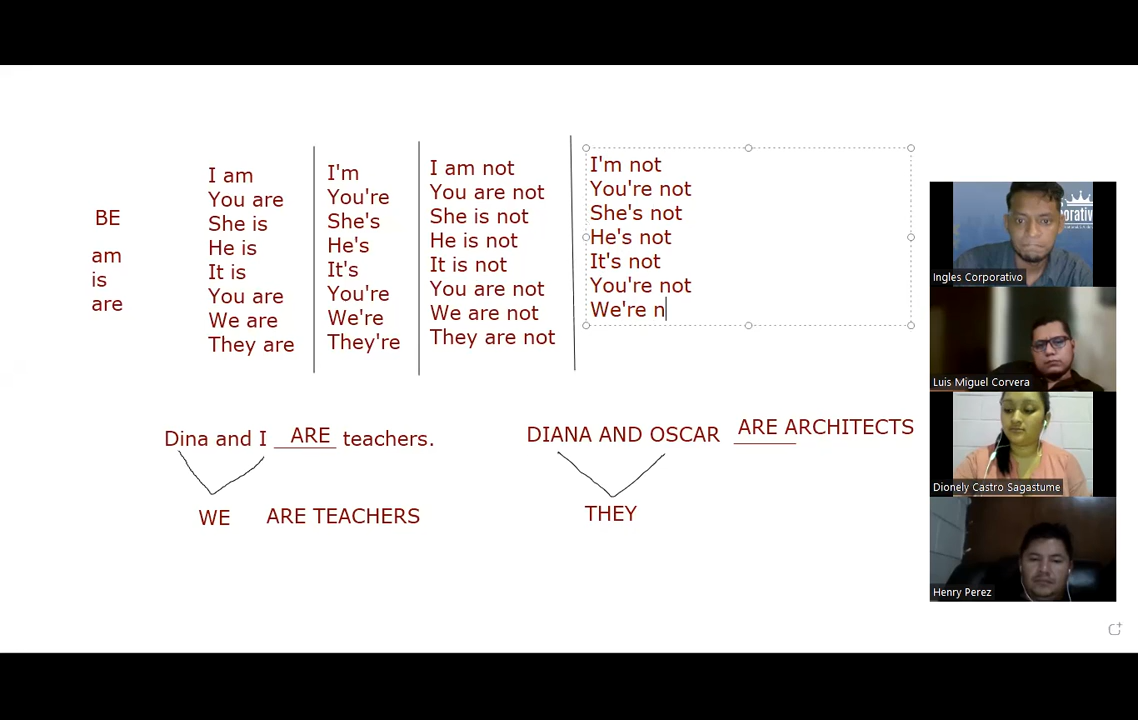 BE
am
is
are
I am
You are
She is
He is
It is
You are
We are
They are
I'm
You're
She's
He's
It's
You're
We're
They're
I am not
You are not
She is not
He is not
It is not
You are not
We are not
They are not
I'm not
You're not
She's not
He's not
It's not
You're not
We're n
Dina and I ARE teachers.
WE ARE TEACHERS
DIANA AND OSCAR ARE ARCHITECTS
THEY
Ingles Corporativo
Luis Miguel Corvera
Dionely Castro Sagastume
Henry Perez